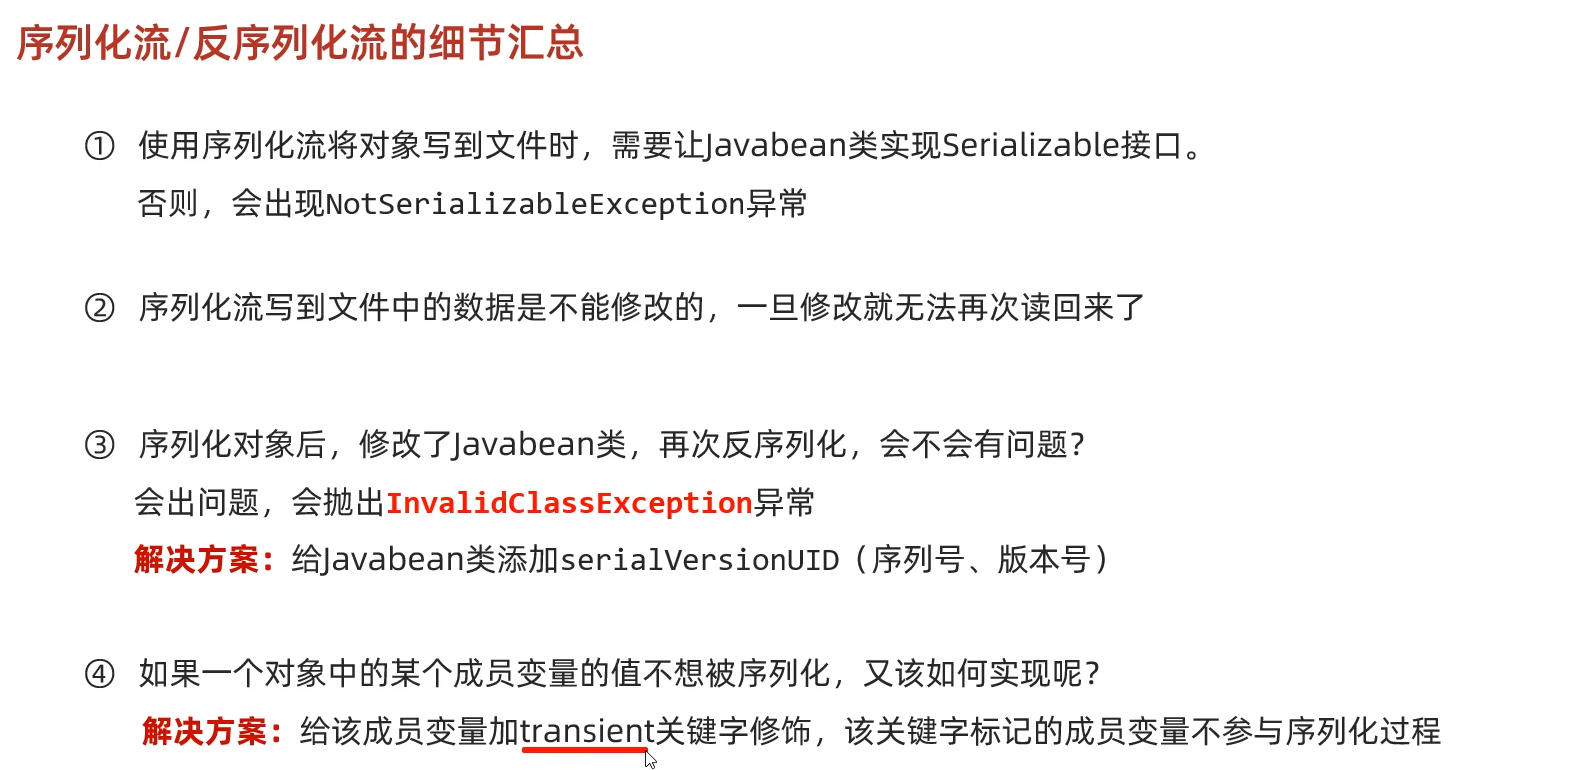 序列化流/反序列化流的细节汇总
① 使用序列化流将对象写到文件时，需要让Javabean类实现Serializable接口。
否则，会出现NotSerializableException异常
② 序列化流写到文件中的数据是不能修改的，一旦修改就无法再次读回来了
③ 序列化对象后，修改了Javabean类，再次反序列化，会不会有问题？
会出问题，会抛出InvalidClassException异常
解决方案：给Javabean类添加serialVersionUID（序列号、版本号）
④ 如果一个对象中的某个成员变量的值不想被序列化，又该如何实现呢？
解决方案：给该成员变量加transient关键字修饰，该关键字标记的成员变量不参与序列化过程